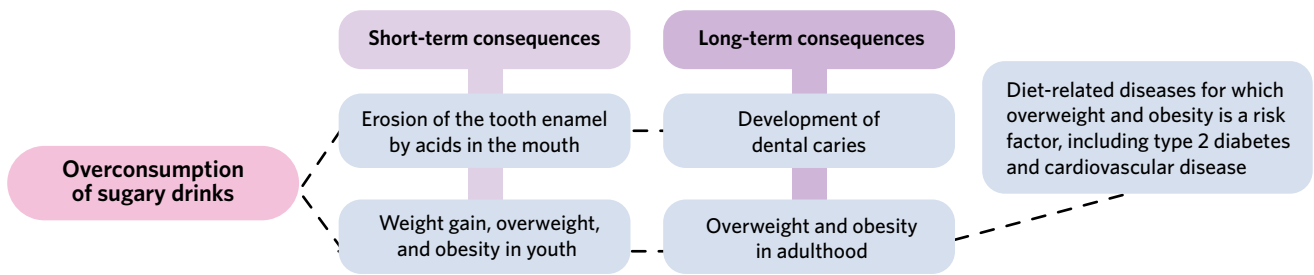 Short-term consequences
Long-term consequences
Diet-related diseases for which
overweight and obesity is a risk
factor, including type 2 diabetes
and cardiovascular disease
Erosion of the tooth enamel
by acids in the mouth
Development of
dental caries
Overconsumption
of sugary drinks
Weight gain, overweight,
and obesity in youth
Overweight and obesity
in adulthood